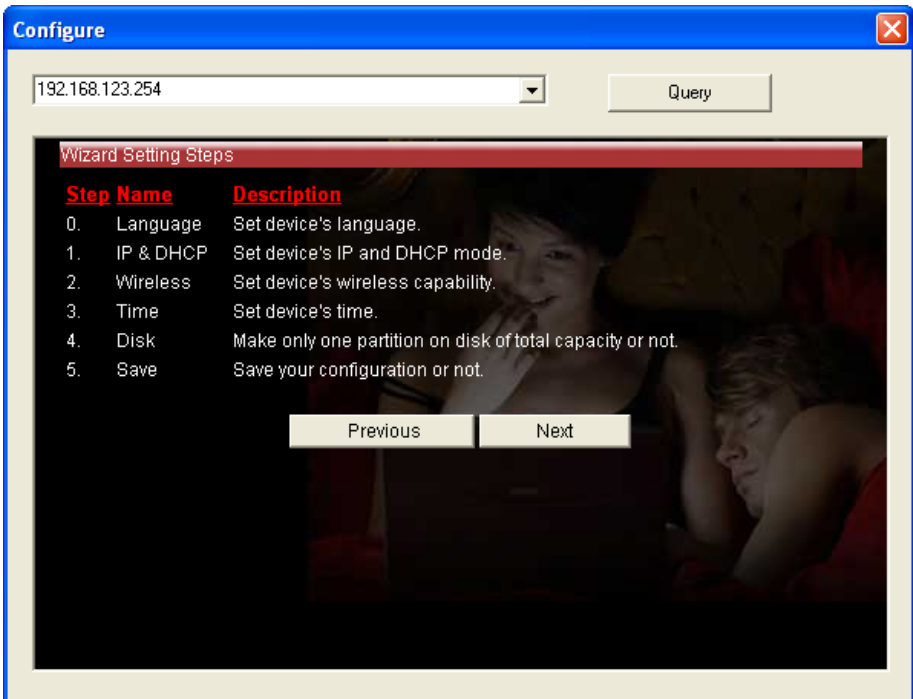 Configure
192.168.123.254 Query
Wizard Setting Steps
Step Name Description
0. Language Set device's language.
1. IP & DHCP Set device's IP and DHCP mode.
2. Wireless Set device's wireless capability.
3. Time Set device's time.
4. Disk Make only one partition on disk of total capacity or not.
5. Save Save your configuration or not.
Previous Next